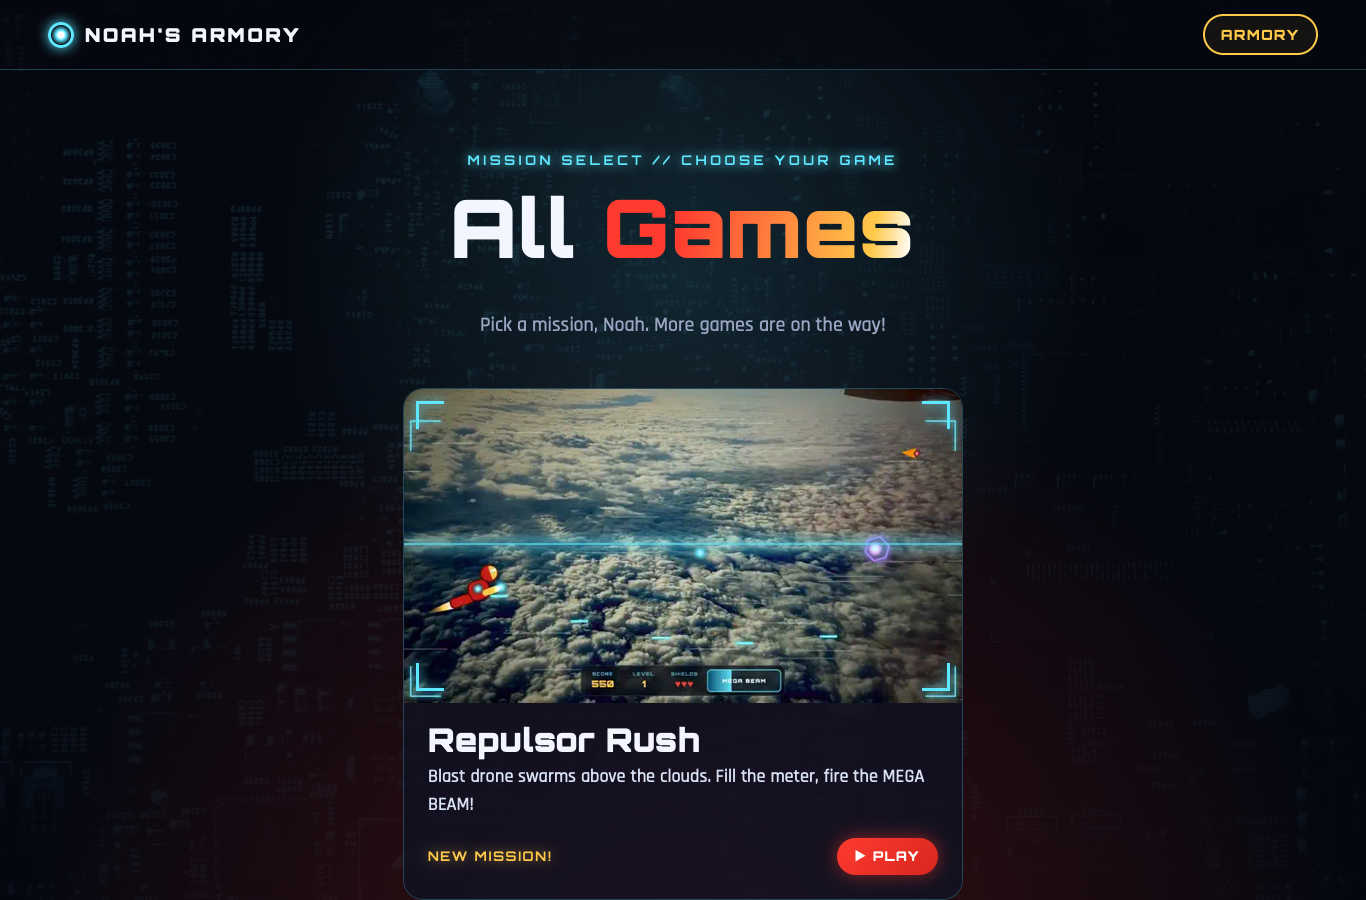 NOAH'S ARMORY
ARMORY
MISSION SELECT // CHOOSE YOUR GAME
All Games
Pick a mission, Noah. More games are on the way!
SCORE LEVEL SHIELDS
550 1 ♥♥♥ MEGA BEAM
Repulsor Rush
Blast drone swarms above the clouds. Fill the meter, fire the MEGA
BEAM!
NEW MISSION!
▶ PLAY